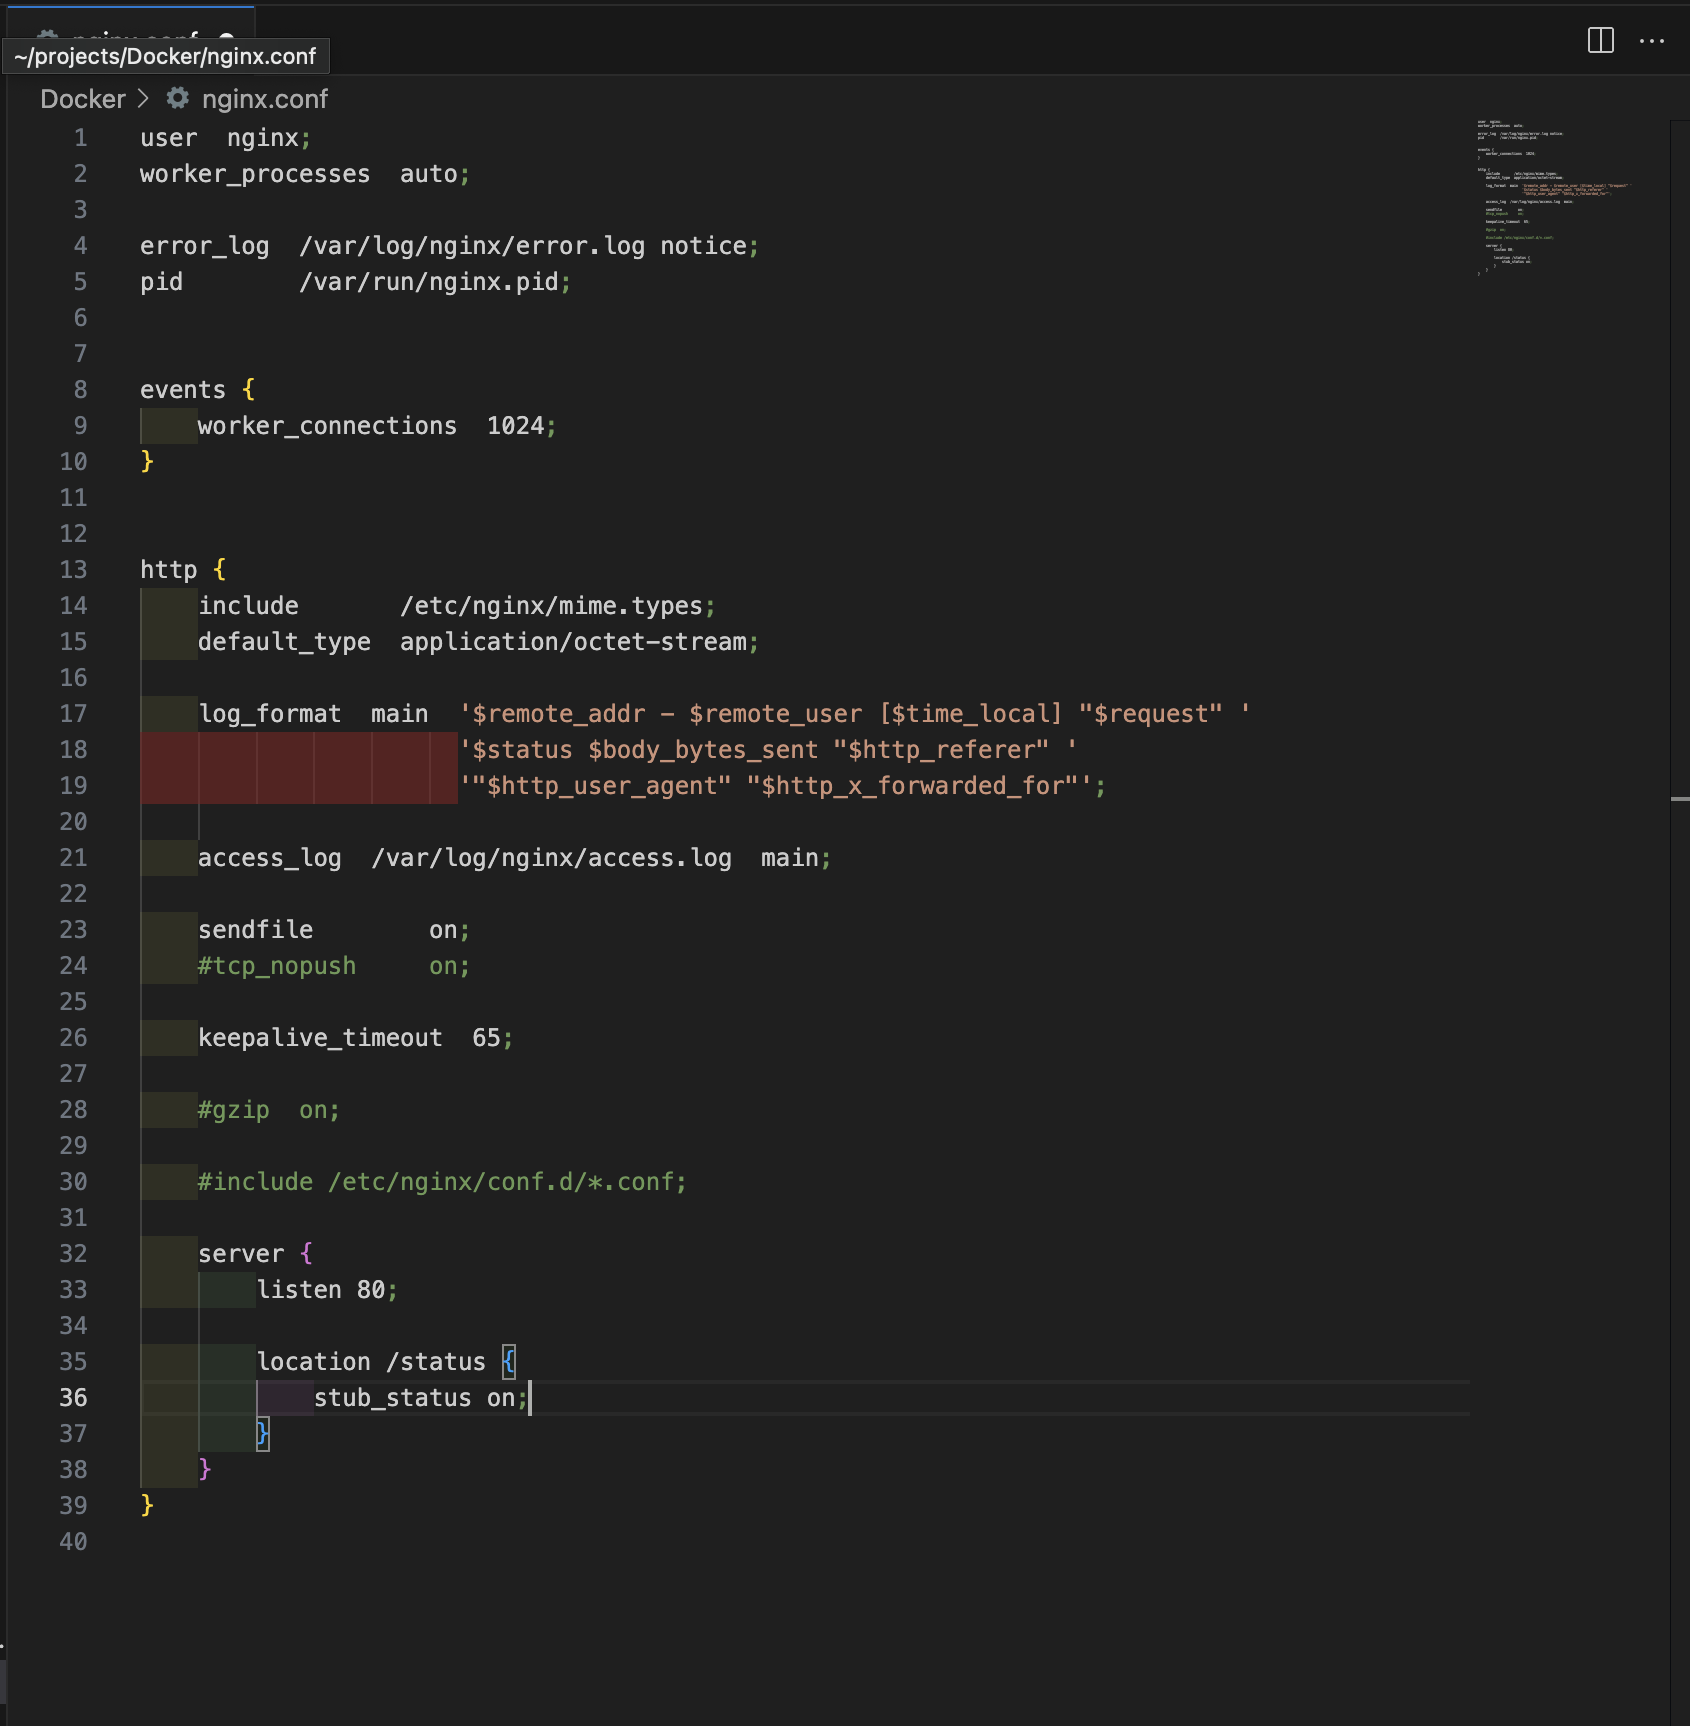 nginx.conf
~/projects/Docker/nginx.conf
Docker > nginx.conf
1 user  nginx;
2 worker_processes  auto;
3
4 error_log  /var/log/nginx/error.log notice;
5 pid        /var/run/nginx.pid;
6
7
8 events {
9     worker_connections  1024;
10 }
11
12
13 http {
14     include       /etc/nginx/mime.types;
15     default_type  application/octet-stream;
16
17     log_format  main  '$remote_addr - $remote_user [$time_local] "$request" '
18                       '$status $body_bytes_sent "$http_referer" '
19                       '"$http_user_agent" "$http_x_forwarded_for"';
20
21     access_log  /var/log/nginx/access.log  main;
22
23     sendfile        on;
24     #tcp_nopush     on;
25
26     keepalive_timeout  65;
27
28     #gzip  on;
29
30     #include /etc/nginx/conf.d/*.conf;
31
32     server {
33         listen 80;
34
35         location /status {
36             stub_status on;
37         }
38     }
39 }
40